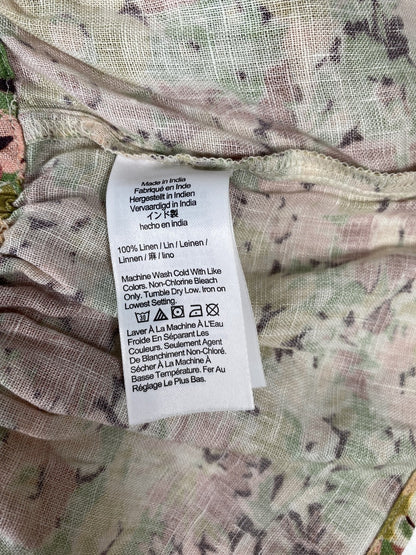 Made in India
Fabriqué en Inde
Hergestellt in Indien
Vervaardigd in India
インド製
hecho en india
100% Linen / Lin / Leinen /
Linnen / 麻 / lino
Machine Wash Cold With Like
Colors. Non-Chlorine Bleach
Only. Tumble Dry Low. Iron on
Lowest Setting.
Laver À La Machine À L'Eau
Froide En Séparant Les
Couleurs. Seulement Agent
De Blanchiment Non-Chloré.
Sécher À La Machine À
Basse Température. Fer Au
Réglage Le Plus Bas.